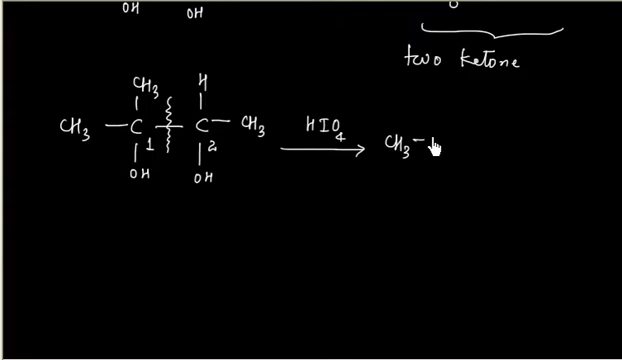 OH OH
two ketone
CH3 H
CH3 — C — C — CH3 HIO4 CH3 –
1 2
OH OH